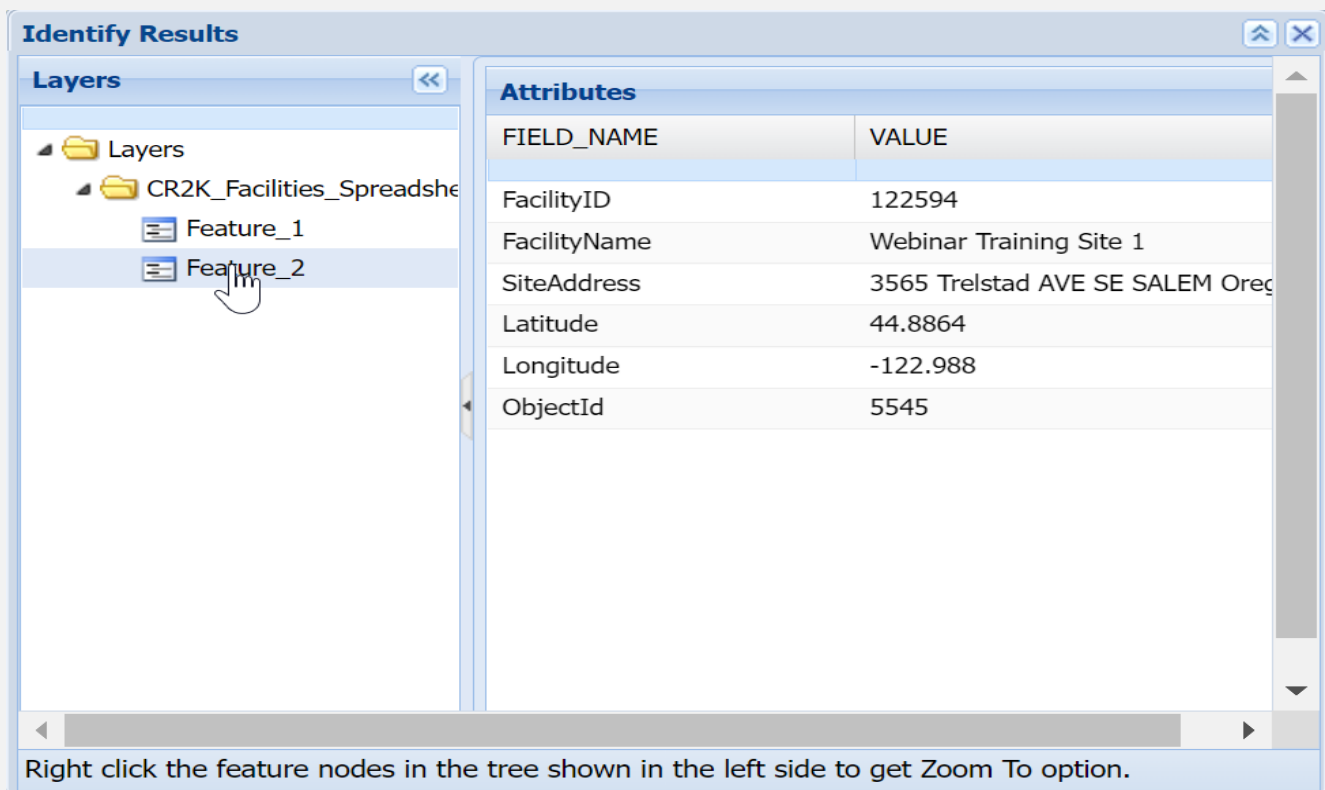 Identify Results
Layers
Layers
CR2K_Facilities_Spreadshe
Feature_1
Feature_2
Attributes
FIELD_NAME VALUE
FacilityID 122594
FacilityName Webinar Training Site 1
SiteAddress 3565 Trelstad AVE SE SALEM Oreg
Latitude 44.8864
Longitude -122.988
ObjectId 5545
Right click the feature nodes in the tree shown in the left side to get Zoom To option.